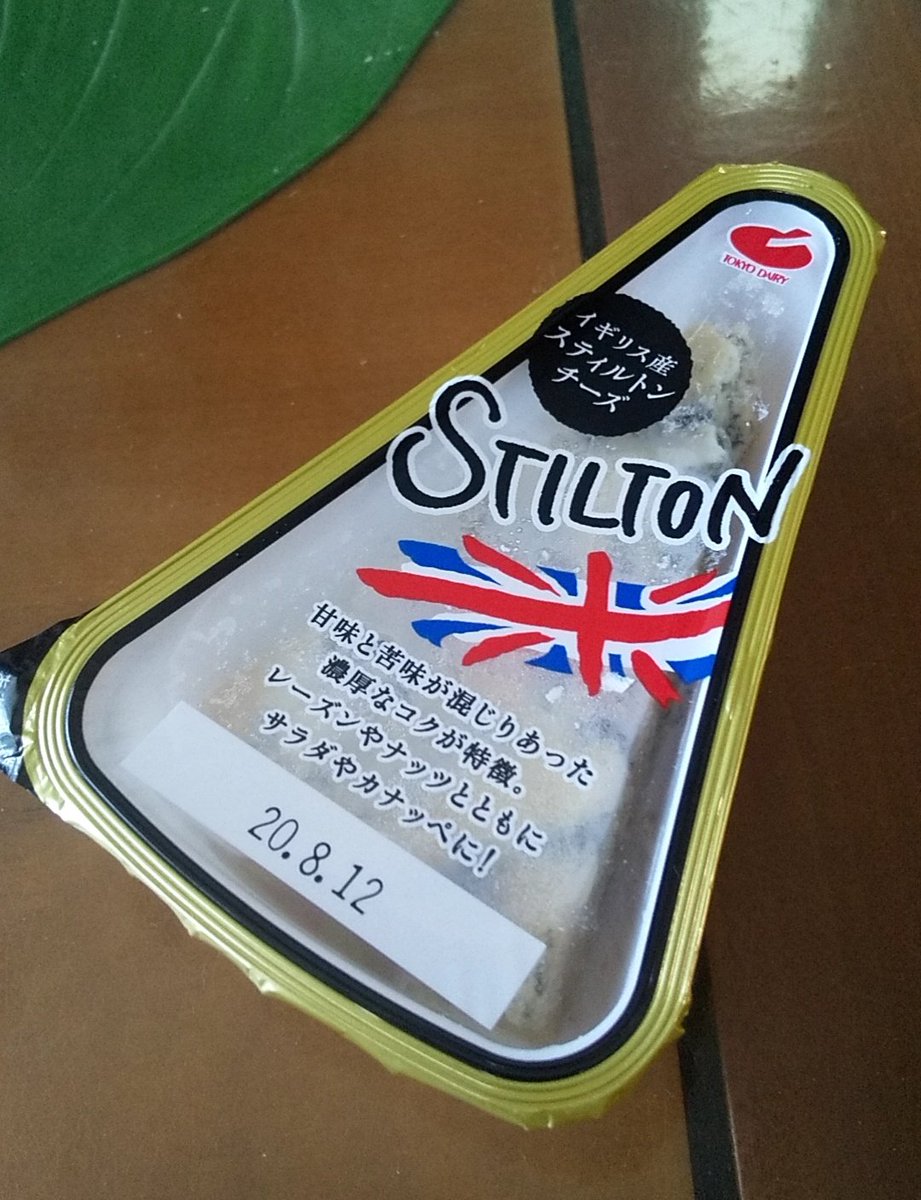 TOKYO DAIRY
イギリス産
スティルトン
チーズ
STILTON
甘味と苦味が混じりあった
濃厚なコクが特徴。
レーズンやナッツとともに
サラダやカナッペに!
20.8.12